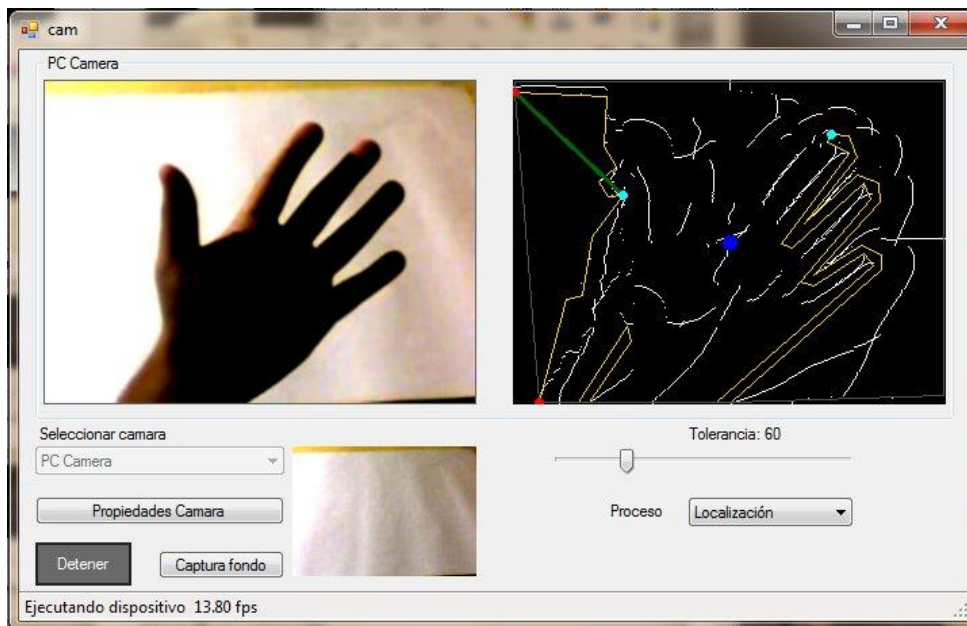 cam
PC Camera
Seleccionar camara
PC Camera
Propiedades Camara
Detener
Captura fondo
Tolerancia: 60
Proceso
Localización
Ejecutando dispositivo 13.80 fps